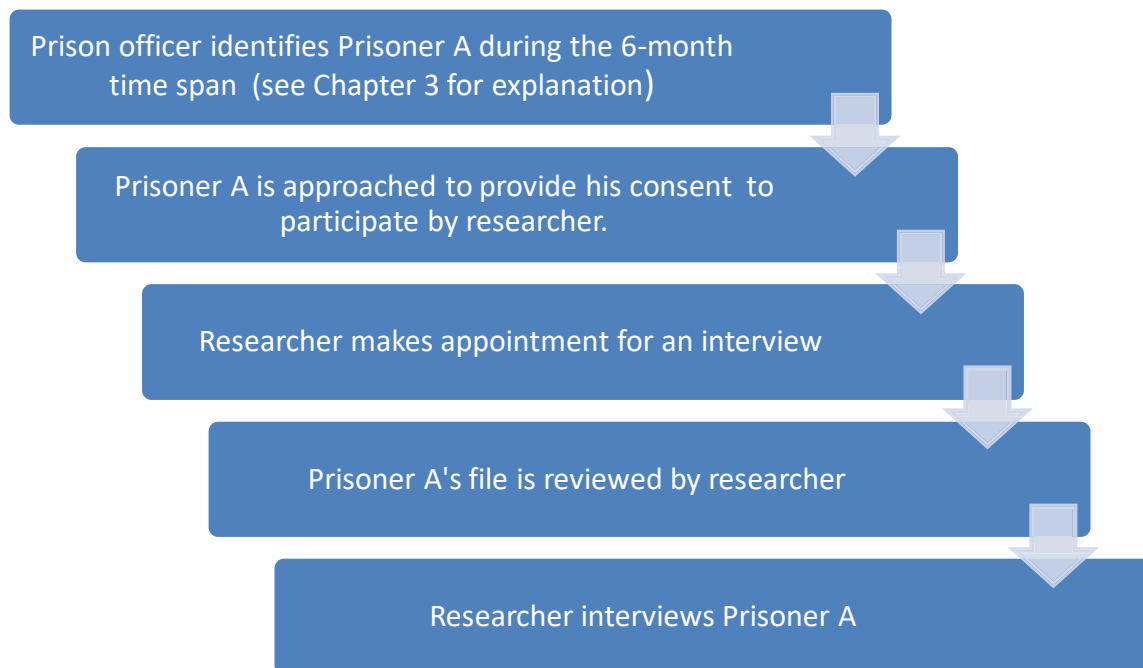 Prison officer identifies Prisoner A during the 6-month
time span  (see Chapter 3 for explanation)
Prisoner A is approached to provide his consent  to
participate by researcher.
Researcher makes appointment for an interview
Prisoner A's file is reviewed by researcher
Researcher interviews Prisoner A